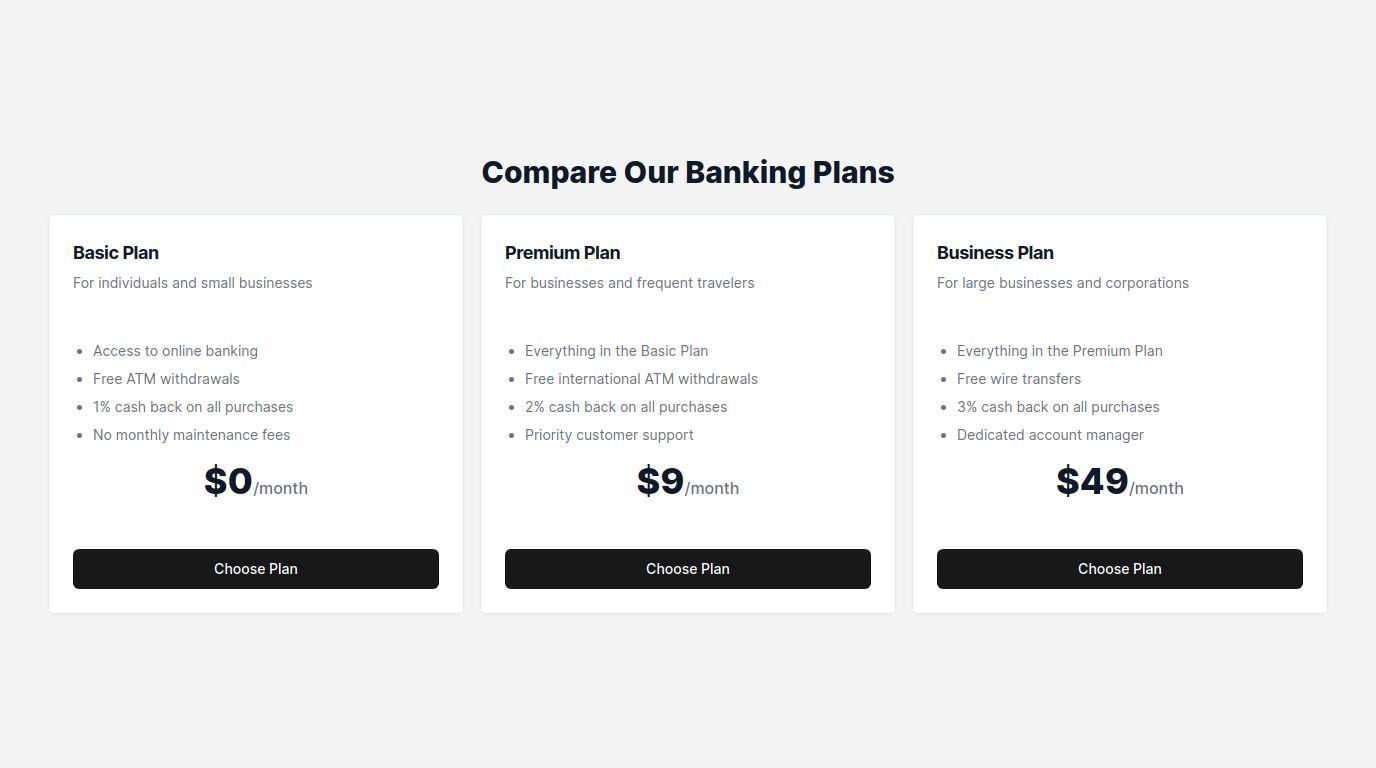 Compare Our Banking Plans
Basic Plan
For individuals and small businesses
Access to online banking
Free ATM withdrawals
1% cash back on all purchases
No monthly maintenance fees
$0/month
Choose Plan
Premium Plan
For businesses and frequent travelers
Everything in the Basic Plan
Free international ATM withdrawals
2% cash back on all purchases
Priority customer support
$9/month
Choose Plan
Business Plan
For large businesses and corporations
Everything in the Premium Plan
Free wire transfers
3% cash back on all purchases
Dedicated account manager
$49/month
Choose Plan